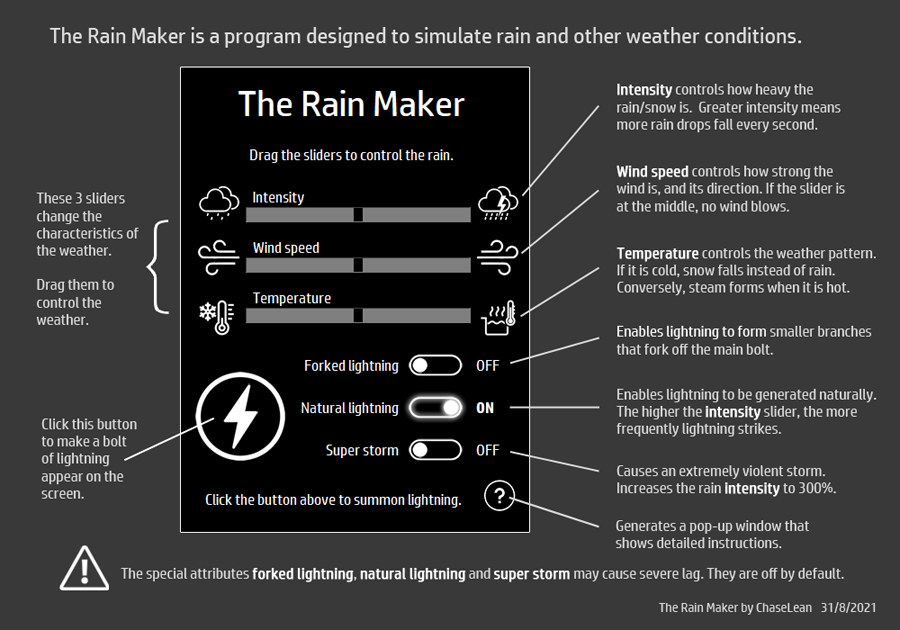 The Rain Maker is a program designed to simulate rain and other weather conditions.
The Rain Maker
Drag the sliders to control the rain.
Intensity
Wind speed
Temperature
Forked lightning
OFF
Natural lightning
ON
Super storm
OFF
Click the button above to summon lightning.
?
These 3 sliders
change the
characteristics of
the weather.
Drag them to
control the
weather.
Click this button
to make a bolt
of lightning
appear on the
screen.
Intensity controls how heavy the
rain/snow is. Greater intensity means
more rain drops fall every second.
Wind speed controls how strong the
wind is, and its direction. If the slider is
at the middle, no wind blows.
Temperature controls the weather pattern.
If it is cold, snow falls instead of rain.
Conversely, steam forms when it is hot.
Enables lightning to form smaller branches
that fork off the main bolt.
Enables lightning to be generated naturally.
The higher the intensity slider, the more
frequently lightning strikes.
Causes an extremely violent storm.
Increases the rain intensity to 300%.
Generates a pop-up window that
shows detailed instructions.
The special attributes forked lightning, natural lightning and super storm may cause severe lag. They are off by default.
The Rain Maker by ChaseLean 31/8/2021